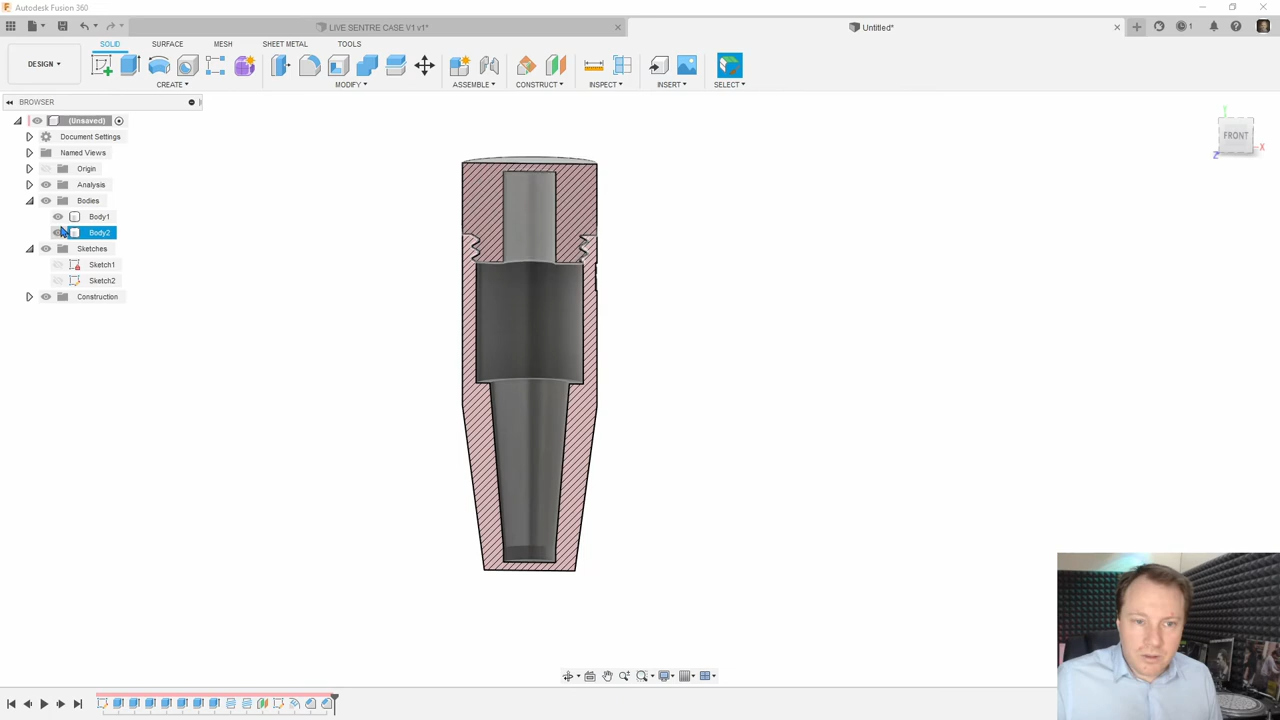 Autodesk Fusion 360
LIVE SENTRE CASE V1 v1*
Untitled*
1
DESIGN
SOLID
SURFACE
MESH
SHEET METAL
TOOLS
CREATE
MODIFY
ASSEMBLE
CONSTRUCT
INSPECT
INSERT
SELECT
BROWSER
(Unsaved)
Document Settings
Named Views
Origin
Analysis
Bodies
Body1
Body2
Sketches
Sketch1
Sketch2
Construction
Y
FRONT
X
Z